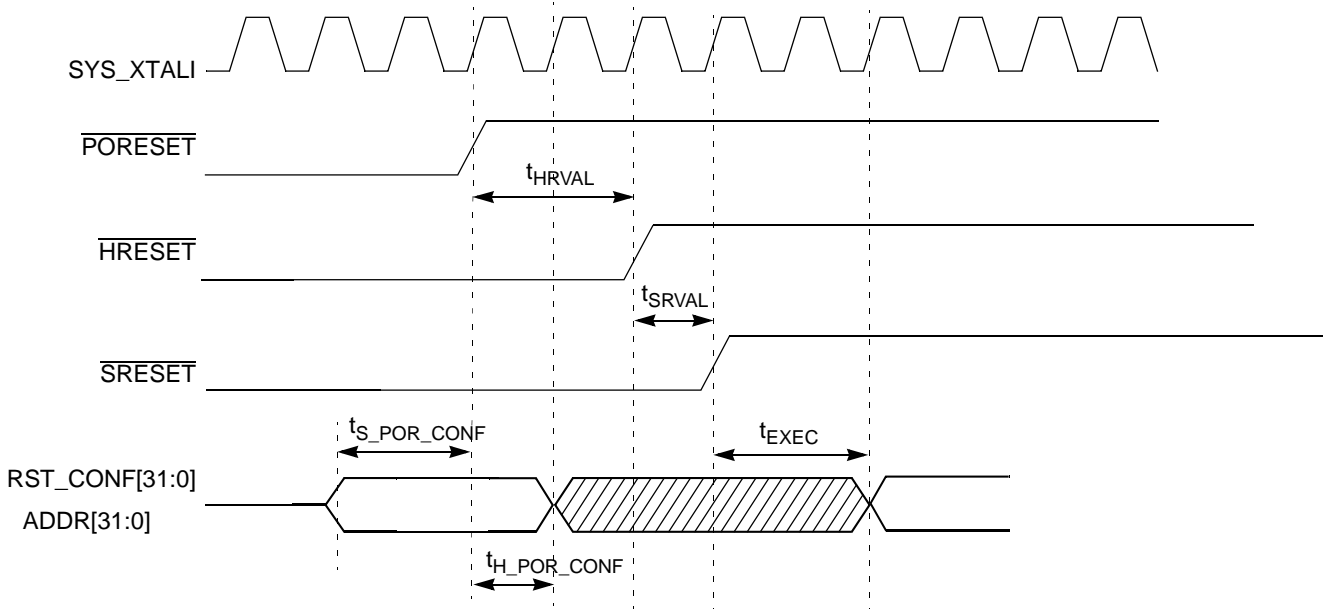 SYS_XTALI
PORESET
tHRVAL
HRESET
tSRVAL
SRESET
tS_POR_CONF
tEXEC
RST_CONF[31:0]
ADDR[31:0]
tH_POR_CONF